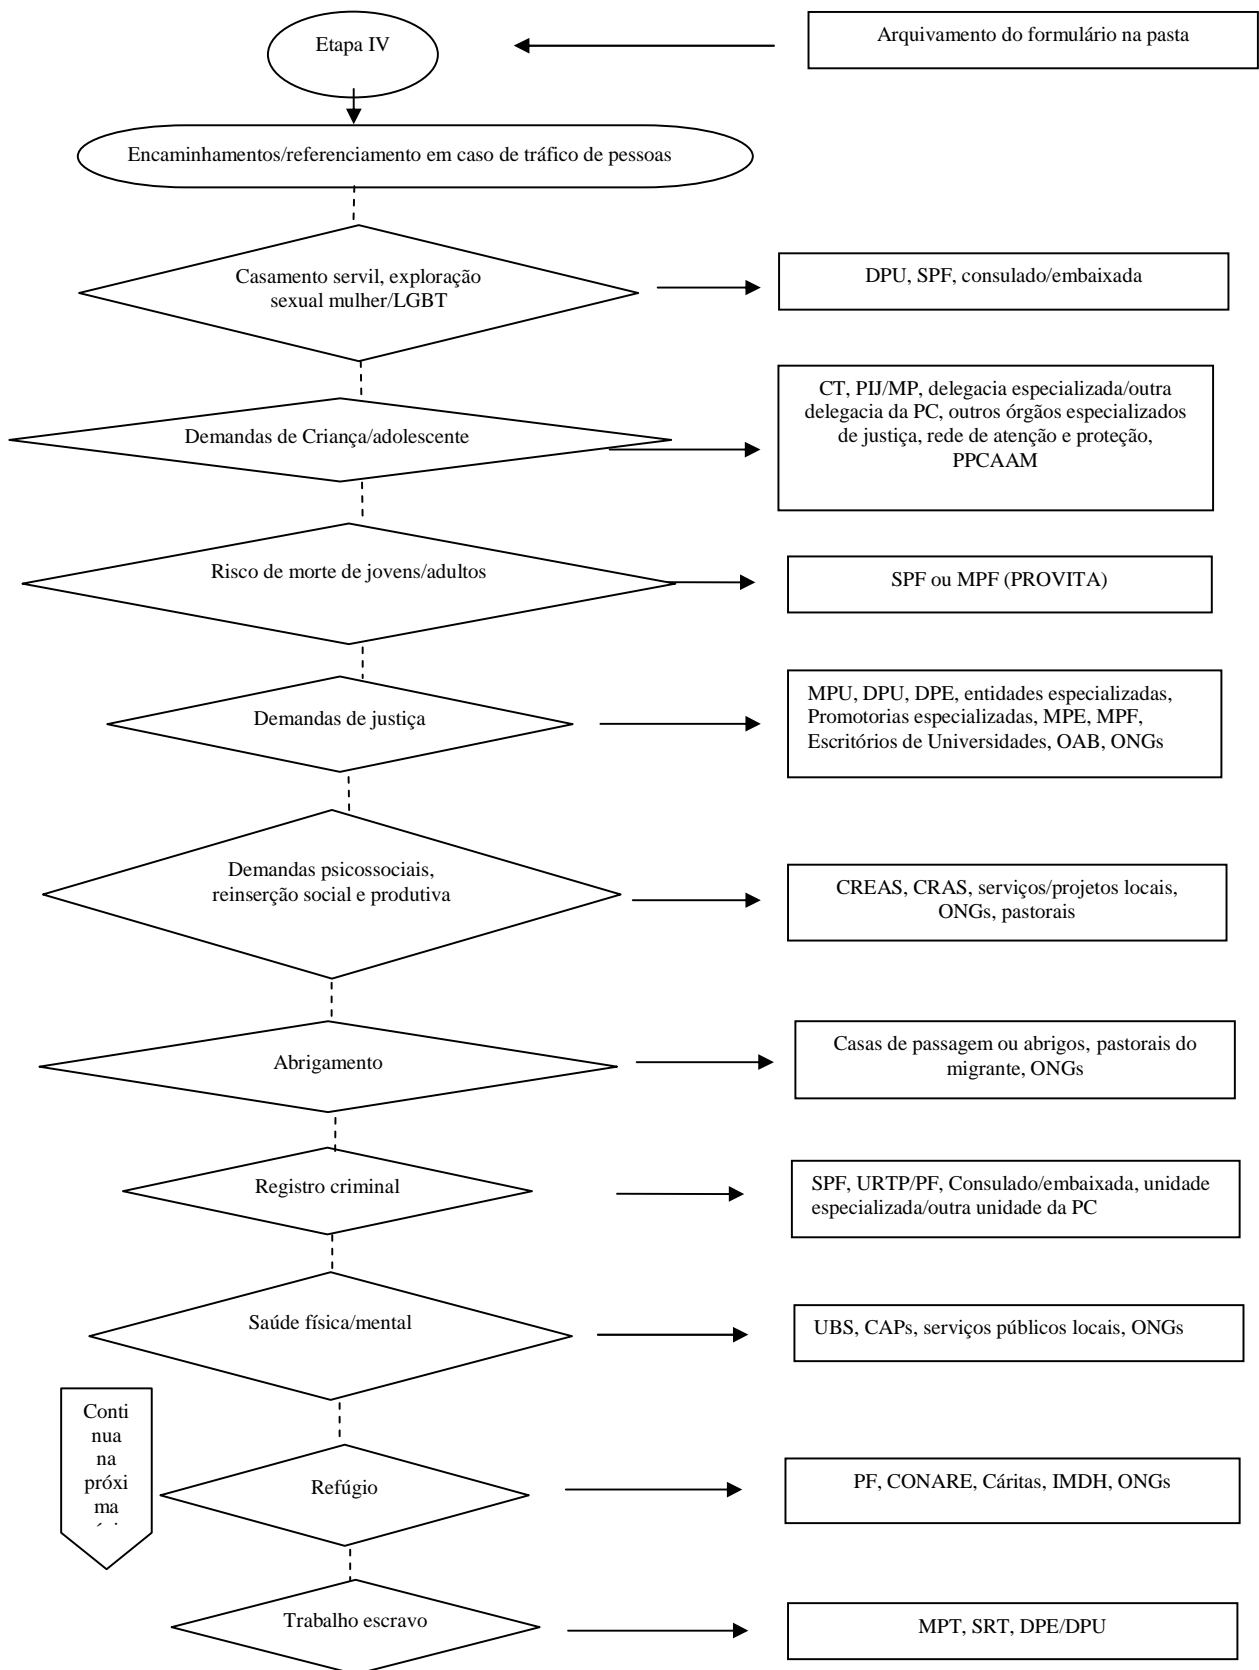 Etapa IV
Arquivamento do formulário na pasta
Encaminhamentos/referenciamento em caso de tráfico de pessoas
Casamento servil, exploração
sexual mulher/LGBT
DPU, SPF, consulado/embaixada
Demandas de Criança/adolescente
CT, PIJ/MP, delegacia especializada/outra
delegacia da PC, outros órgãos especializados
de justiça, rede de atenção e proteção,
PPCAAM
Risco de morte de jovens/adultos
SPF ou MPF (PROVITA)
Demandas de justiça
MPU, DPU, DPE, entidades especializadas,
Promotorias especializadas, MPE, MPF,
Escritórios de Universidades, OAB, ONGs
Demandas psicossociais,
reinserção social e produtiva
CREAS, CRAS, serviços/projetos locais,
ONGs, pastorais
Abrigamento
Casas de passagem ou abrigos, pastorais do
migrante, ONGs
Registro criminal
SPF, URTP/PF, Consulado/embaixada, unidade
especializada/outra unidade da PC
Saúde física/mental
UBS, CAPs, serviços públicos locais, ONGs
Conti
nua
na
próxi
ma
Refúgio
PF, CONARE, Cáritas, IMDH, ONGs
Trabalho escravo
MPT, SRT, DPE/DPU